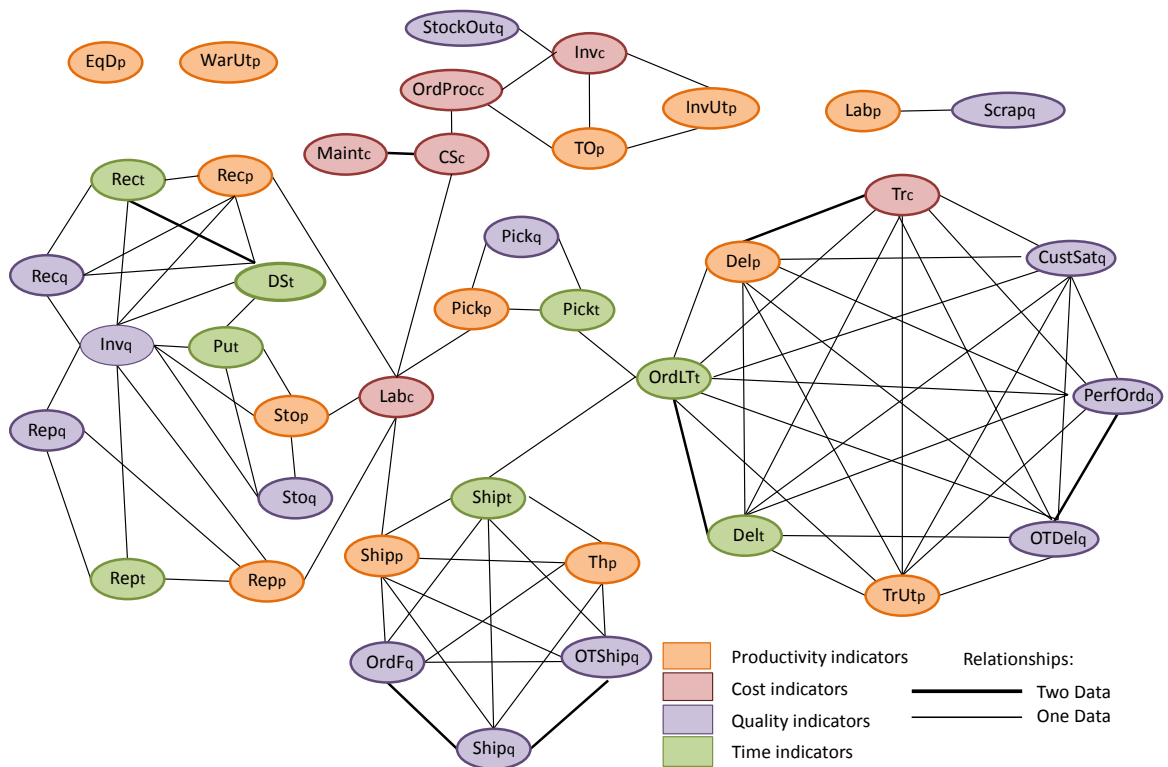 StockOutq
Invc
EqDp
WarUtp
OrdProcc
InvUtp
Labp
Scrapq
TOp
Maintc
CSc
Rect
Recp
Trc
Pickq
Delp
CustSatq
Recq
DSt
Pickp
Pickt
Invq
Put
OrdLTt
Labc
PerfOrdq
Stop
Repq
Stoq
Shipt
Delt
OTDelq
Shipp
Thp
Rept
Repp
TrUtp
OrdFq
OTShipq
Shipq
Productivity indicators
Cost indicators
Quality indicators
Time indicators
Relationships:
Two Data
One Data